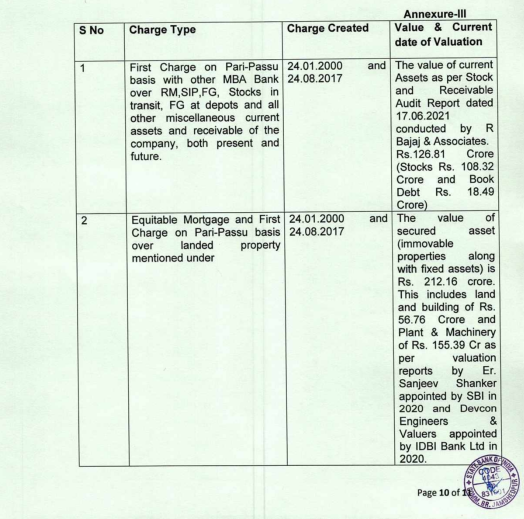 Annexure-III
S No
Charge Type
Charge Created
Value & Current
date of Valuation
1
First Charge on Pari-Passu
basis with other MBA Bank
over RM,SIP,FG, Stocks in
transit, FG at depots and all
other miscellaneous current
assets and receivable of the
company, both present and
future.
24.01.2000 and
24.08.2017
The value of current
Assets as per Stock
and Receivable
Audit Report dated
17.06.2021
conducted by R
Bajaj & Associates.
Rs.126.81 Crore
(Stocks Rs. 108.32
Crore and Book
Debt Rs. 18.49
Crore)
2
Equitable Mortgage and First
Charge on Pari-Passu basis
over landed property
mentioned under
24.01.2000 and
24.08.2017
The value of
secured asset
(immovable
properties along
with fixed assets) is
Rs. 212.16 crore.
This includes land
and building of Rs.
56.76 Crore and
Plant & Machinery
of Rs. 155.39 Cr as
per valuation
reports by Er.
Sanjeev Shanker
appointed by SBI in
2020 and Devcon
Engineers &
Valuers appointed
by IDBI Bank Ltd in
2020.
STATE BANK OF INDIA
CODE
BR. JAMSHEDPUR
Page 10 of